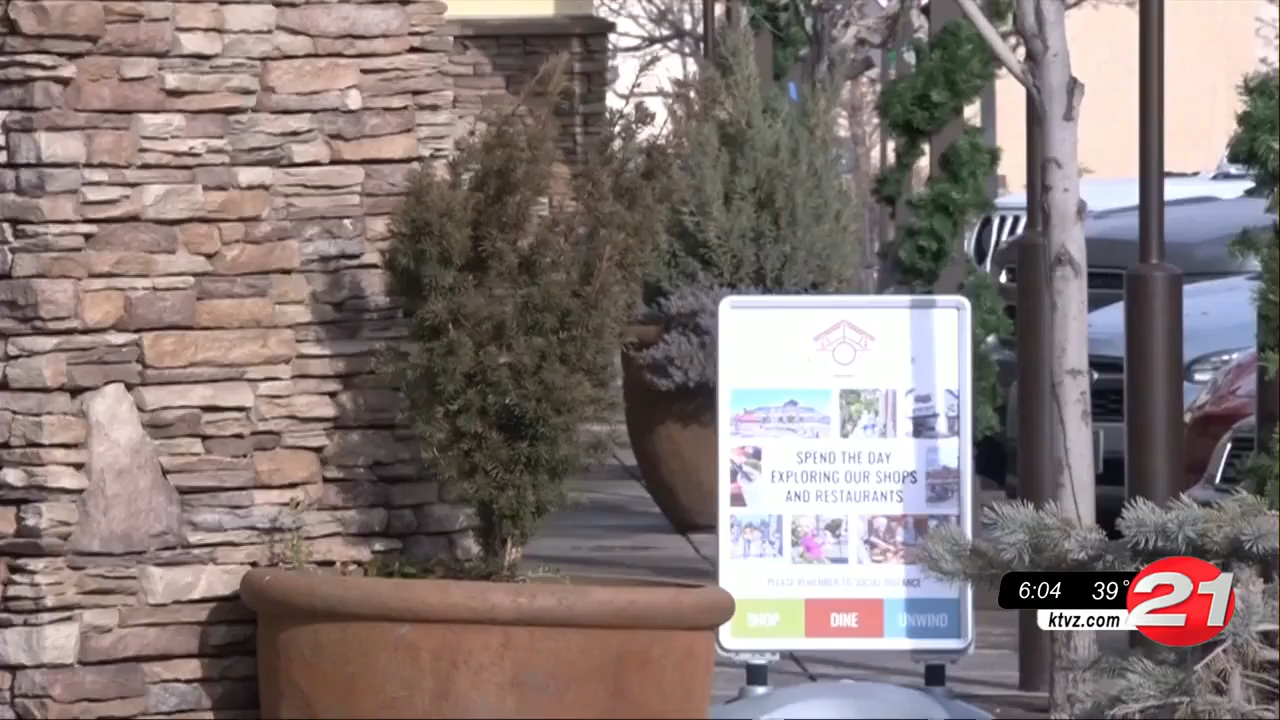 SPEND THE DAY
EXPLORING OUR SHOPS
AND RESTAURANTS
PLEASE REMEMBER TO SOCIAL DISTANCE
SHOP
DINE
UNWIND
6:04 39°
21
ktvz.com